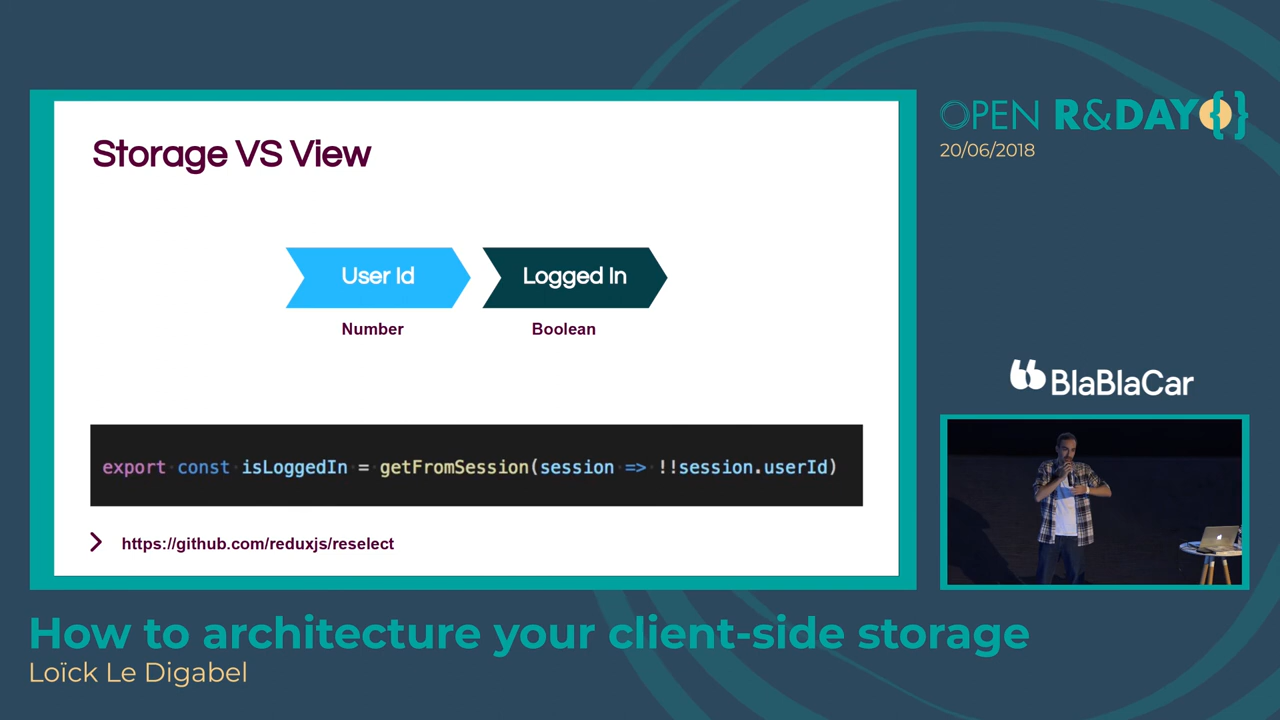 Storage VS View
User Id
Logged In
Number
Boolean
export const isLoggedIn = getFromSession(session => !!session.userId)
https://github.com/reduxjs/reselect
OPEN R&DAY {}
20/06/2018
BlaBlaCar
How to architecture your client-side storage
Loïck Le Digabel